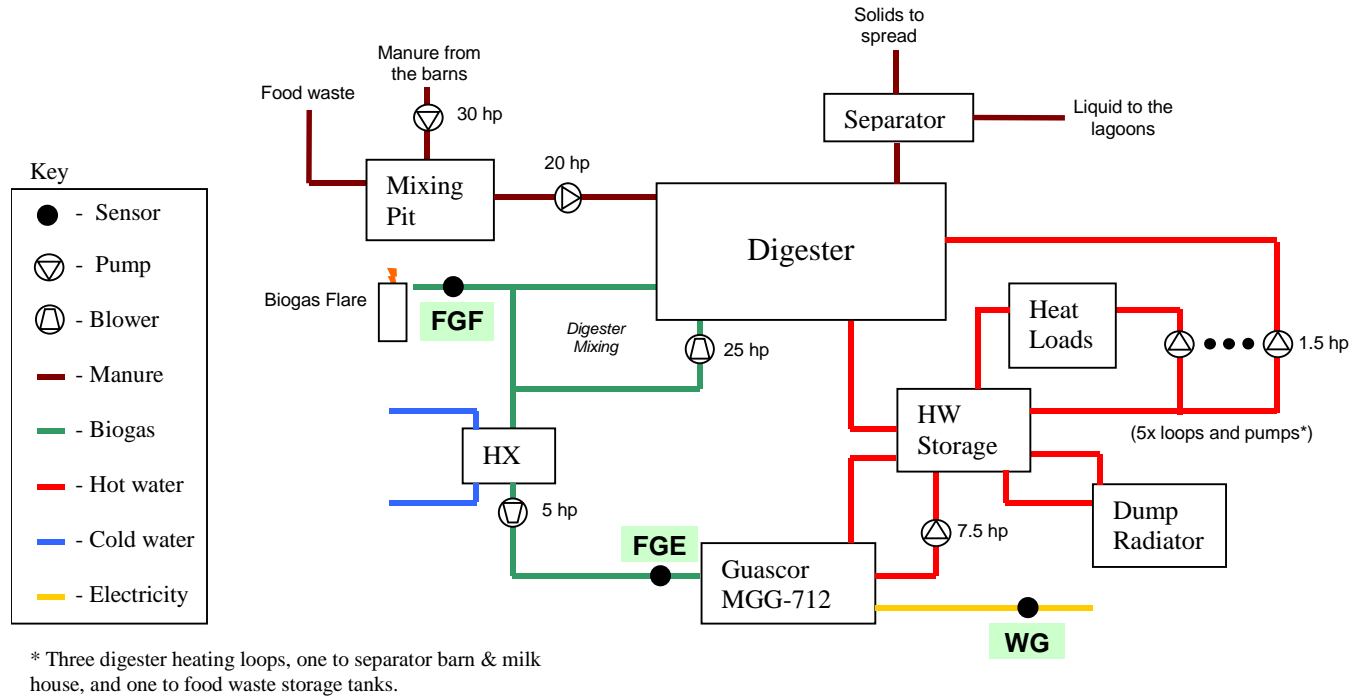 Solids to
spread
Manure from
the barns
Food waste
30 hp
Separator
Liquid to the
lagoons
Key
20 hp
Mixing
Pit
- Sensor
Digester
- Pump
Biogas Flare
FGF
Heat
Loads
- Blower
Digester
Mixing
25 hp
1.5 hp
- Manure
HW
Storage
(5x loops and pumps*)
- Biogas
HX
- Hot water
5 hp
7.5 hp
Dump
Radiator
- Cold water
FGE
Guascor
MGG-712
- Electricity
WG
* Three digester heating loops, one to separator barn & milk
house, and one to food waste storage tanks.